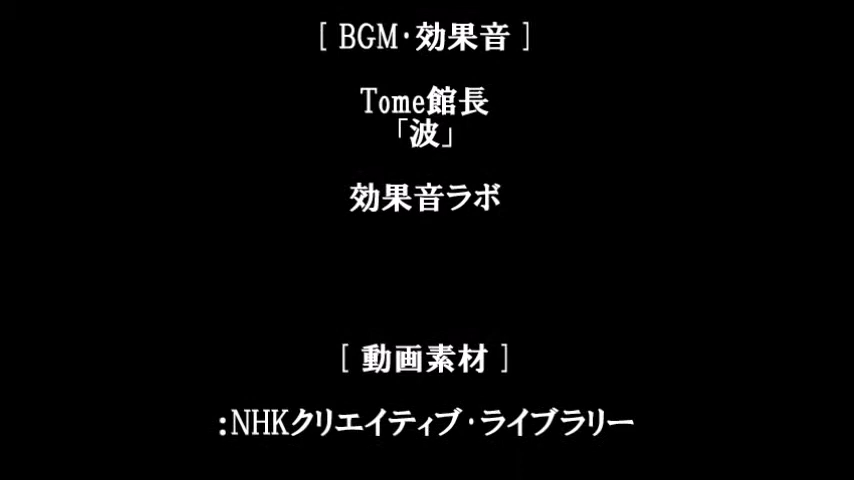 [ BGM・効果音 ]
Tome館長
「波」
効果音ラボ
[ 動画素材 ]
:NHKクリエイティブ・ライブラリー